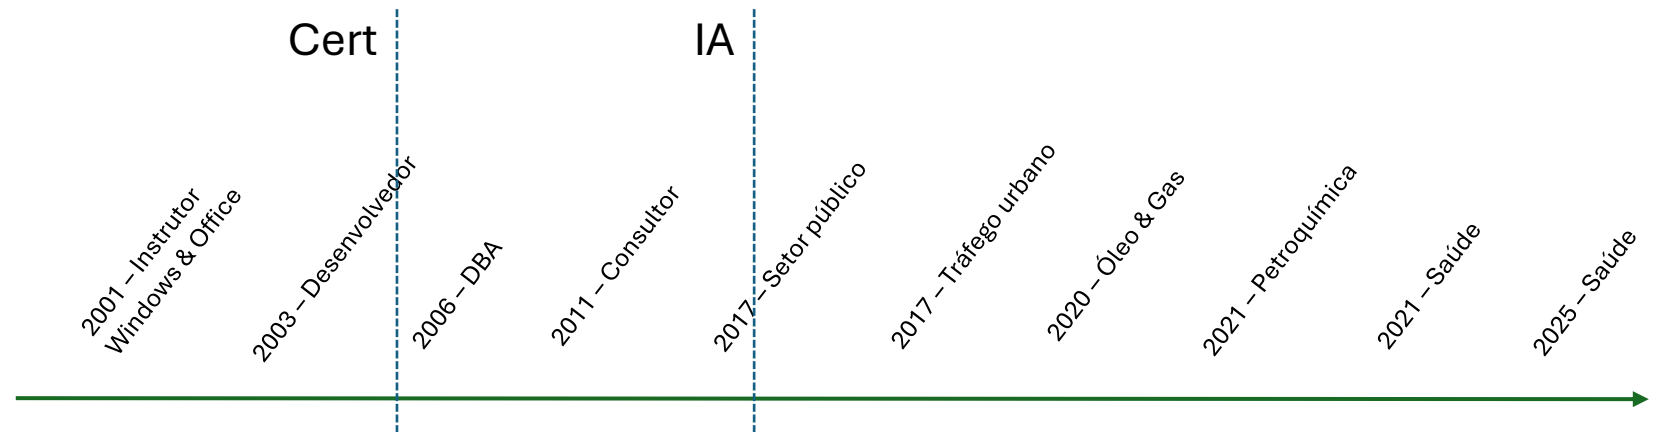 Cert
IA
2001 – Instrutor
Windows & Office
2003 – Desenvolvedor
2006 – DBA
2011 – Consultor
2017 – Setor público
2017 – Tráfego urbano
2020 – Óleo & Gas
2021 – Petroquímica
2021 – Saúde
2025 – Saúde